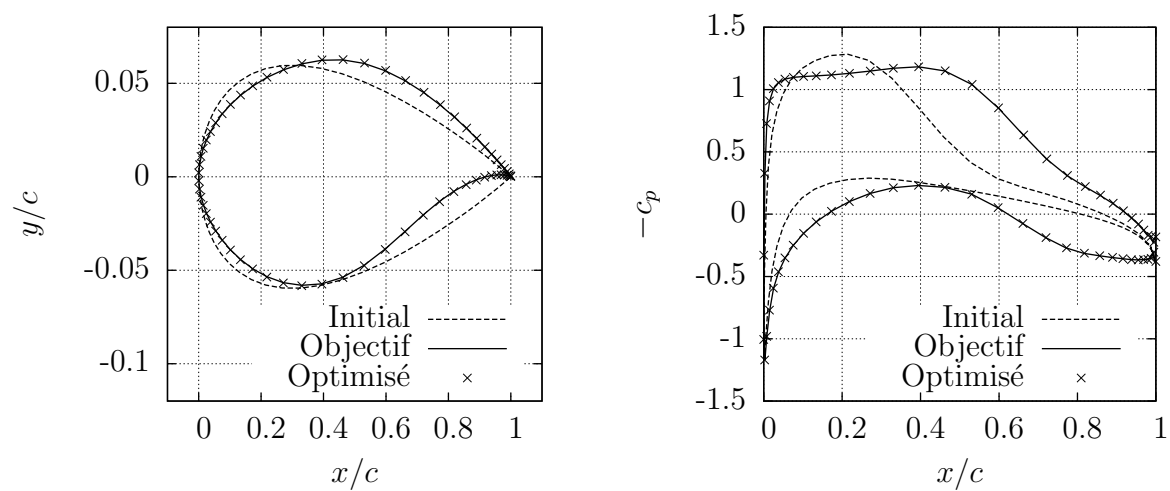 0.05
0
-0.05
-0.1
y/c
0 0.2 0.4 0.6 0.8 1
x/c
Initial
Objectif
Optimisé
1.5
1
0.5
0
-0.5
-1
-1.5
−cp
0 0.2 0.4 0.6 0.8 1
x/c
Initial
Objectif
Optimisé